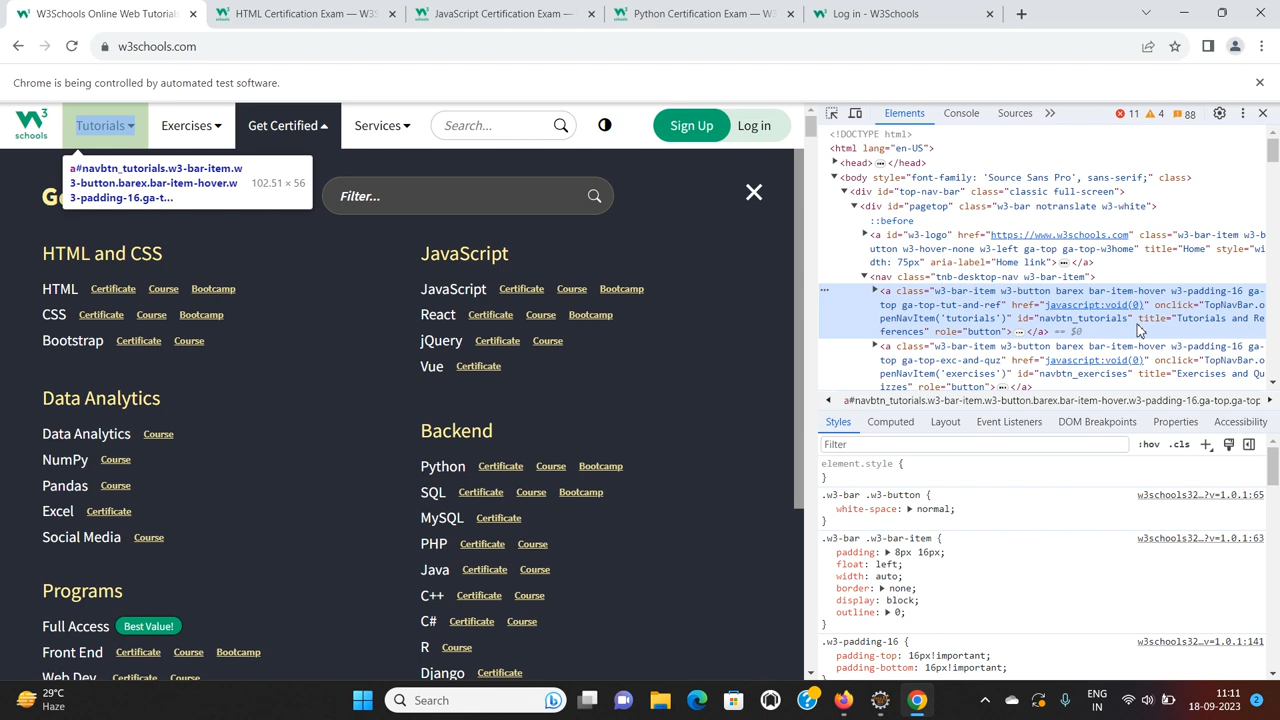 W3Schools Online Web Tutorials
HTML Certification Exam — W3S
JavaScript Certification Exam —
Python Certification Exam — W3
Log in - W3Schools
w3schools.com
Chrome is being controlled by automated test software.
W3
schools
Tutorials
Exercises
Get Certified
Services
Search...
Sign Up
Log in
a#navbtn_tutorials.w3-bar-item.w
3-button.barex.bar-item-hover.w
3-padding-16.ga-t...
102.51 × 56
Filter...
HTML and CSS
HTML Certificate Course Bootcamp
CSS Certificate Course Bootcamp
Bootstrap Certificate Course
Data Analytics
Data Analytics Course
NumPy Course
Pandas Course
Excel Certificate
Social Media Course
Programs
Full Access Best Value!
Front End Certificate Course Bootcamp
Web Dev Certificate Course
JavaScript
JavaScript Certificate Course Bootcamp
React Certificate Course Bootcamp
jQuery Certificate Course
Vue Certificate
Backend
Python Certificate Course Bootcamp
SQL Certificate Course Bootcamp
MySQL Certificate
PHP Certificate Course
Java Certificate Course
C++ Certificate Course
C# Certificate Course
R Course
Django Certificate
Elements Console Sources 11 4 88
<!DOCTYPE html>
<html lang="en-US">
<head> </head>
<body style="font-family: 'Source Sans Pro', sans-serif;" class>
<div id="top-nav-bar" class="classic full-screen">
<div id="pagetop" class="w3-bar notranslate w3-white">
::before
<a id="w3-logo" href="https://www.w3schools.com" class="w3-bar-item w3-b
utton w3-hover-none w3-left ga-top ga-top-w3home" title="Home" style="wi
dth: 75px" aria-label="Home link"> </a>
<nav class="tnb-desktop-nav w3-bar-item">
<a class="w3-bar-item w3-button barex bar-item-hover w3-padding-16 ga-
top ga-top-tut-and-ref" href="javascript:void(0)" onclick="TopNavBar.o
penNavItem('tutorials')" id="navbtn_tutorials" title="Tutorials and Re
ferences" role="button"> </a> == $0
<a class="w3-bar-item w3-button barex bar-item-hover w3-padding-16 ga-
top ga-top-exc-and-quz" href="javascript:void(0)" onclick="TopNavBar.o
penNavItem('exercises')" id="navbtn_exercises" title="Exercises and Qu
izzes" role="button"> </a>
a#navbtn_tutorials.w3-bar-item.w3-button.barex.bar-item-hover.w3-padding-16.ga-top.ga-top
Styles Computed Layout Event Listeners DOM Breakpoints Properties Accessibility
Filter :hov .cls
element.style {
}
.w3-bar .w3-button { w3schools32…?v=1.0.1:65
white-space: normal;
}
.w3-bar .w3-bar-item { w3schools32…?v=1.0.1:63
padding: 8px 16px;
float: left;
width: auto;
border: none;
display: block;
outline: 0;
}
.w3-padding-16 { w3schools32…?v=1.0.1:141
padding-top: 16px!important;
padding-bottom: 16px!important;
29°C
Haze
Search
ENG
IN
11:11
18-09-2023
2